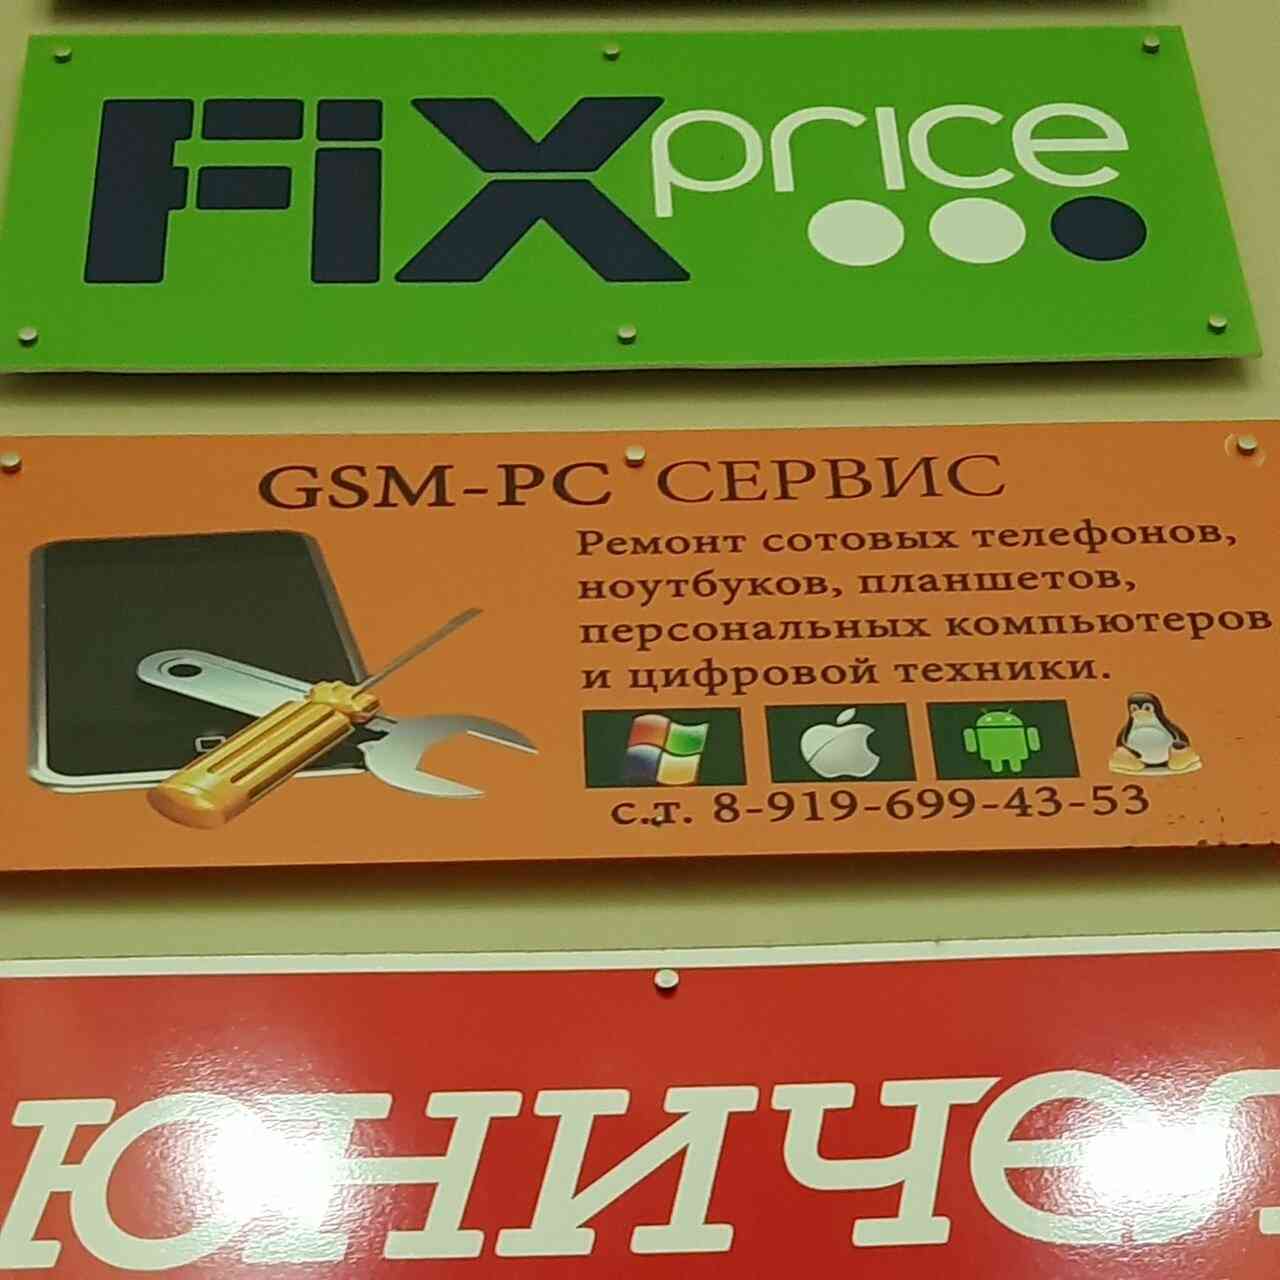 Fix price
GSM-PC СЕРВИС
Ремонт сотовых телефонов,
ноутбуков, планшетов,
персональных компьютеров
и цифровой техники.
с.т. 8-919-699-43-53